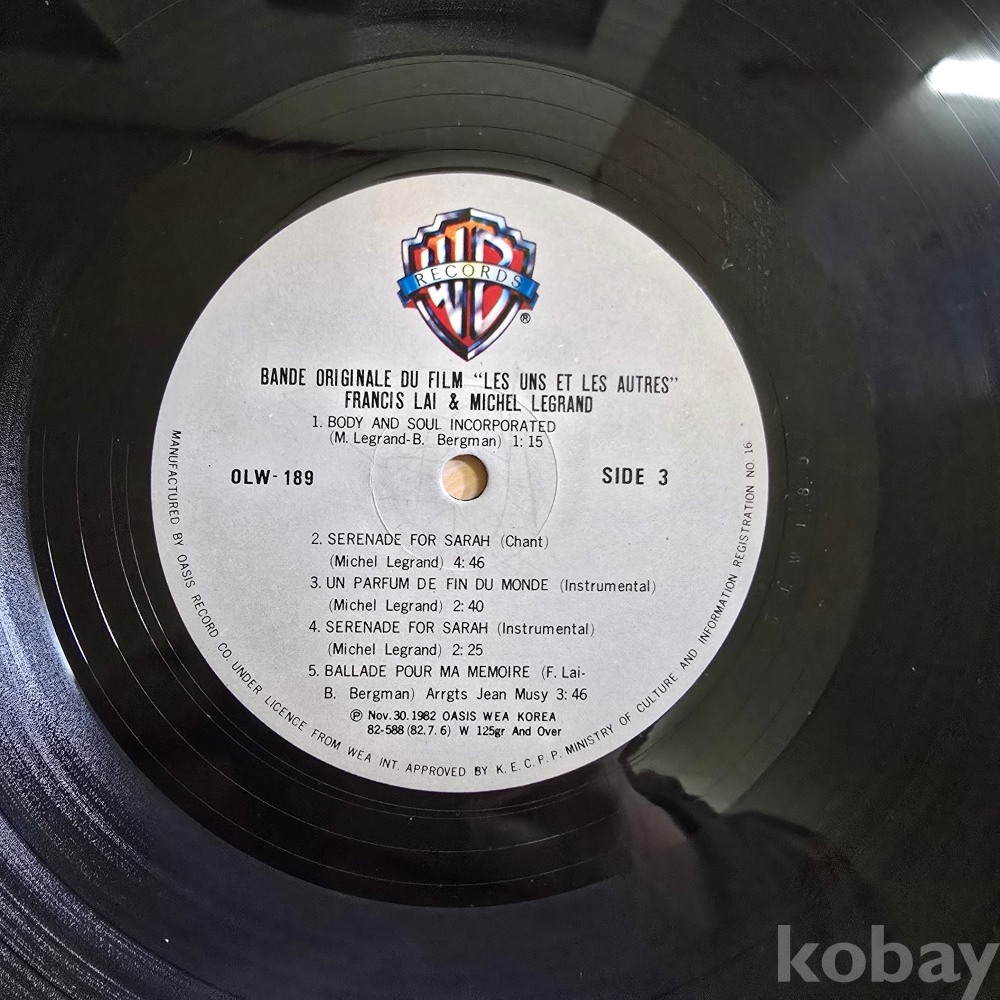 WB
RECORDS
®
BANDE ORIGINALE DU FILM “LES UNS ET LES AUTRES”
FRANCIS LAI & MICHEL LEGRAND
1. BODY AND SOUL INCORPORATED
(M. Legrand-B. Bergman) 1:15
OLW-189
SIDE 3
2. SERENADE FOR SARAH (Chant)
(Michel Legrand) 4:46
3. UN PARFUM DE FIN DU MONDE (Instrumental)
(Michel Legrand) 2:40
4. SERENADE FOR SARAH (Instrumental)
(Michel Legrand) 2:25
5. BALLADE POUR MA MEMOIRE (F. Lai-
B. Bergman) Arrgts Jean Musy 3:46
Ⓟ Nov. 30. 1982 OASIS WEA KOREA
82-588 (82.7.6) W 125gr And Over
MANUFACTURED BY OASIS RECORD CO. UNDER LICENCE FROM WEA INT. APPROVED BY K. E. C. P. P. MINISTRY OF CULTURE AND INFORMATION REGISTRATION NO. 16
kobay